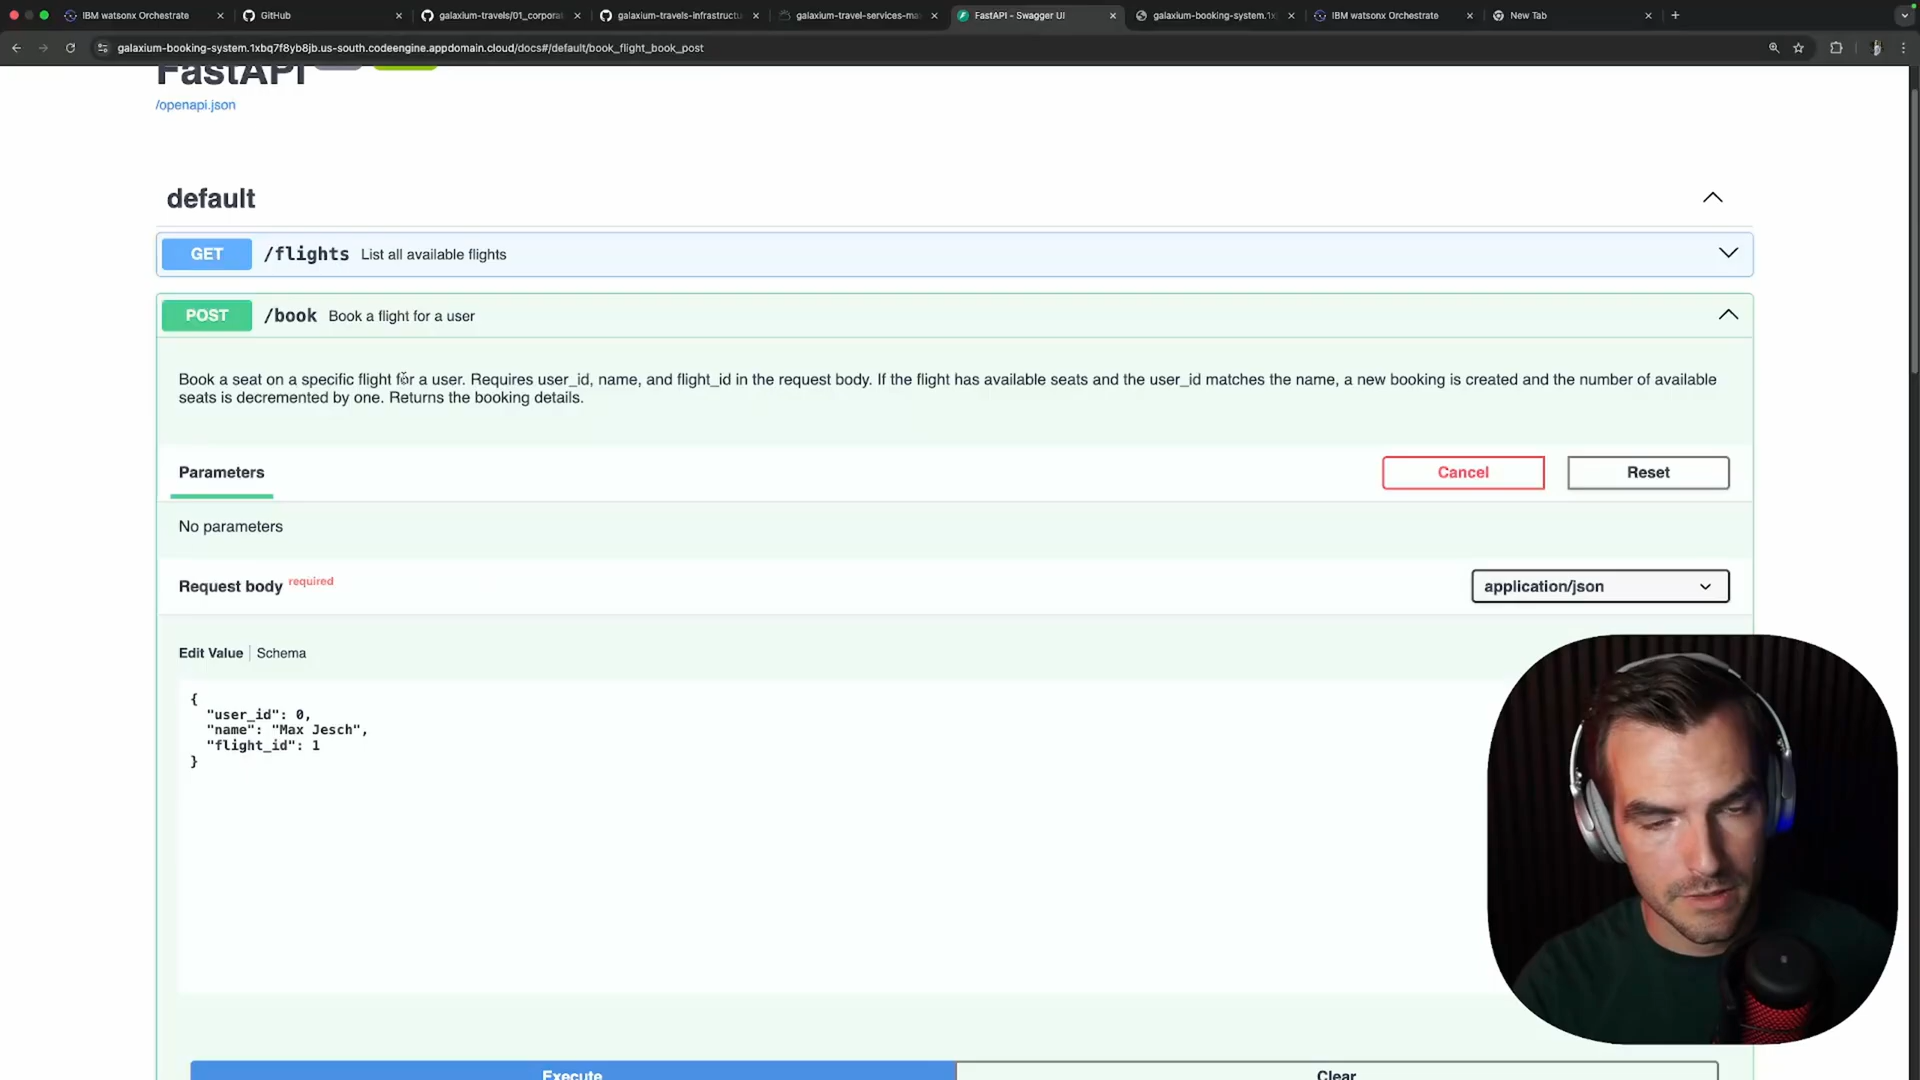 IBM watsonx Orchestrate
GitHub
galaxium-travels/01_corporat
galaxium-travels-infrastructu
galaxium-travel-services-ma
FastAPI - Swagger UI
galaxium-booking-system.1x
IBM watsonx Orchestrate
New Tab
galaxium-booking-system.1xbq7f8yb8jb.us-south.codeengine.appdomain.cloud/docs#/default/book_flight_book_post
FastAPI
/openapi.json
default
GET /flights List all available flights
POST /book Book a flight for a user
Book a seat on a specific flight for a user. Requires user_id, name, and flight_id in the request body. If the flight has available seats and the user_id matches the name, a new booking is created and the number of available
seats is decremented by one. Returns the booking details.
Parameters
Cancel
Reset
No parameters
Request body required
application/json
Edit Value | Schema
{
"user_id": 0,
"name": "Max Jesch",
"flight_id": 1
}
Execute
Clear